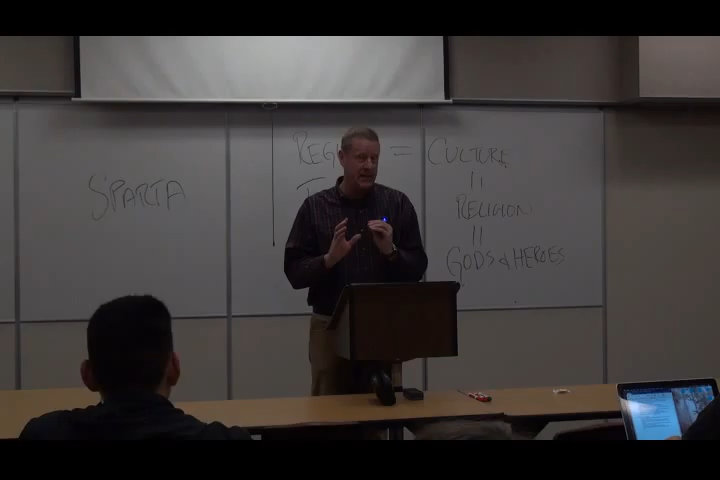 SPARTA
= CULTURE
=
RELIGION
=
GODS & HEROES